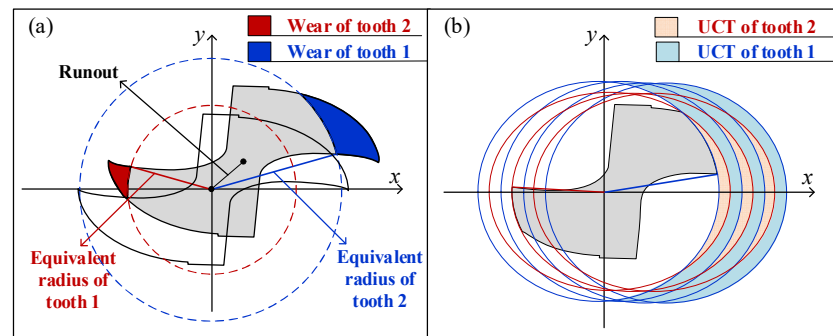 (a)
y
Wear of tooth 2
Wear of tooth 1
Runout
x
Equivalent
radius of
tooth 1
Equivalent
radius of
tooth 2
(b)
y
UCT of tooth 2
UCT of tooth 1
x